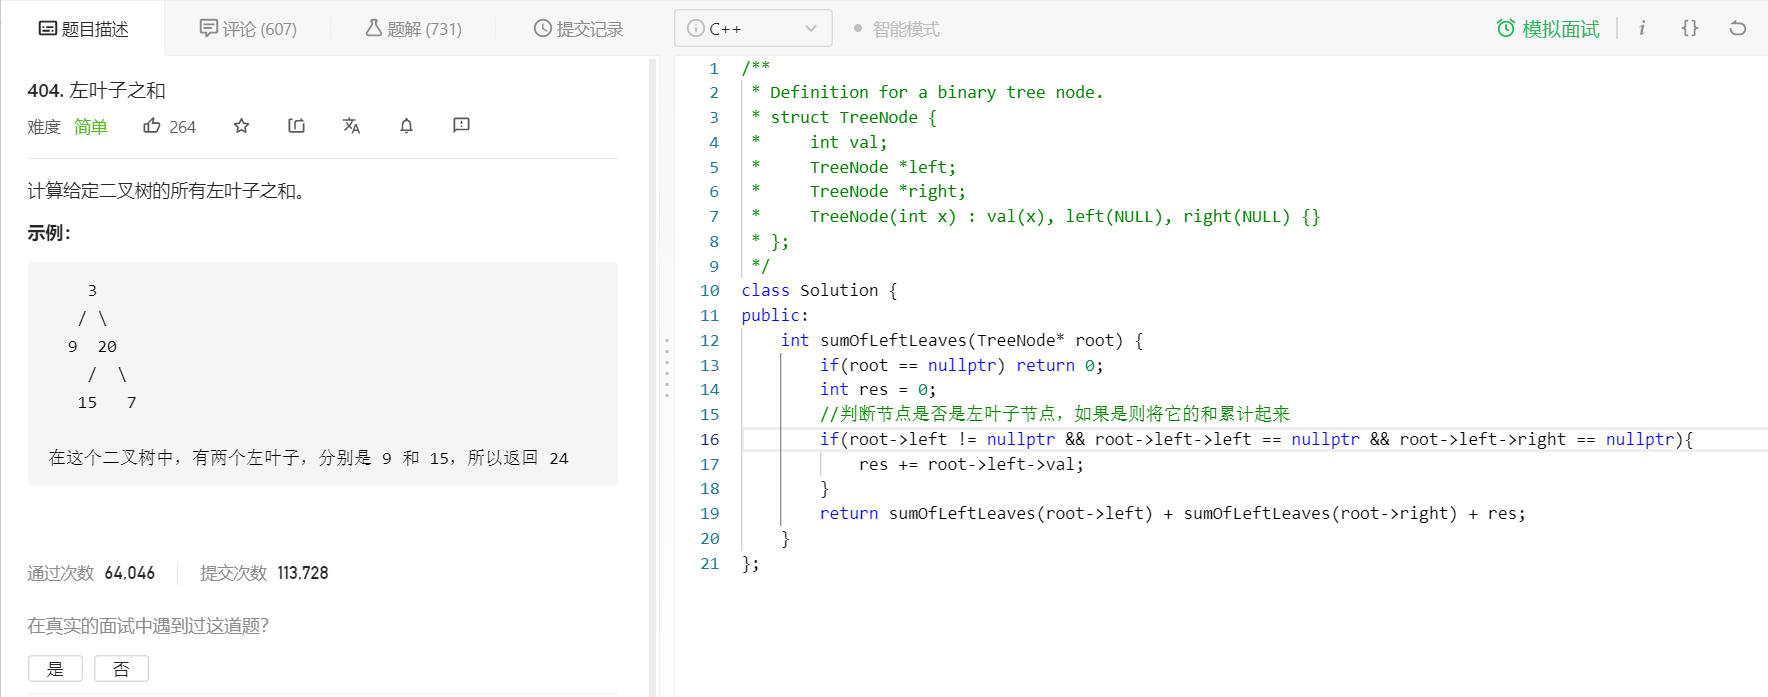 题目描述
评论 (607)
题解 (731)
提交记录
C++
智能模式
模拟面试
i
{}
404. 左叶子之和
难度 简单 264
计算给定二叉树的所有左叶子之和。
示例：
    3
   / \
  9  20
    /  \
   15   7
在这个二叉树中，有两个左叶子，分别是 9 和 15，所以返回 24
通过次数 64,046 提交次数 113,728
在真实的面试中遇到过这道题？
是 否
1 /**
2  * Definition for a binary tree node.
3  * struct TreeNode {
4  *     int val;
5  *     TreeNode *left;
6  *     TreeNode *right;
7  *     TreeNode(int x) : val(x), left(NULL), right(NULL) {}
8  * };
9  */
10 class Solution {
11 public:
12     int sumOfLeftLeaves(TreeNode* root) {
13         if(root == nullptr) return 0;
14         int res = 0;
15         //判断节点是否是左叶子节点，如果是则将它的和累计起来
16         if(root->left != nullptr && root->left->left == nullptr && root->left->right == nullptr){
17             res += root->left->val;
18         }
19         return sumOfLeftLeaves(root->left) + sumOfLeftLeaves(root->right) + res;
20     }
21 };